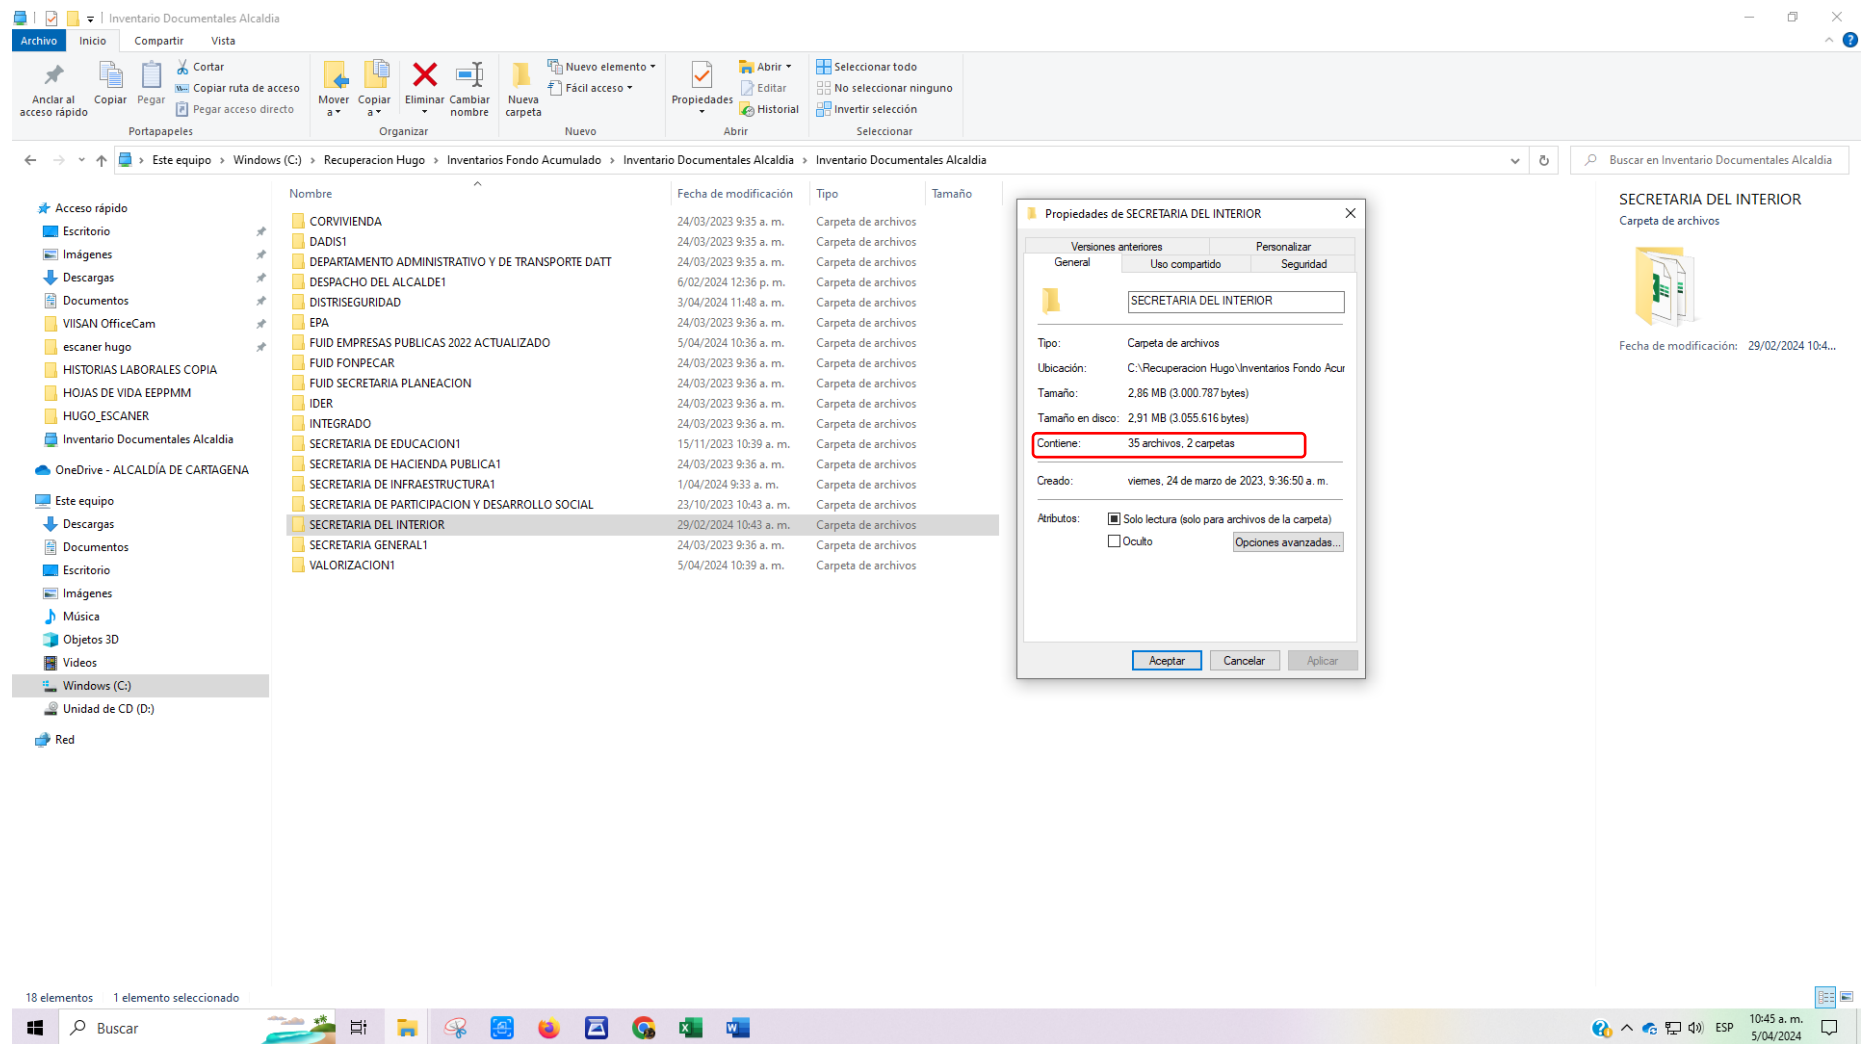 Inventario Documentales Alcaldia
Archivo Inicio Compartir Vista
Anclar al acceso rápido
Copiar
Pegar
Cortar
Copiar ruta de acceso
Pegar acceso directo
Portapapeles
Mover a
Copiar a
Eliminar
Cambiar nombre
Organizar
Nueva carpeta
Nuevo elemento
Fácil acceso
Nuevo
Propiedades
Abrir
Editar
Historial
Abrir
Seleccionar todo
No seleccionar ninguno
Invertir selección
Seleccionar
Este equipo › Windows (C:) › Recuperacion Hugo › Inventarios Fondo Acumulado › Inventario Documentales Alcaldia › Inventario Documentales Alcaldia
Buscar en Inventario Documentales Alcaldia
Acceso rápido
Escritorio
Imágenes
Descargas
Documentos
VIISAN OfficeCam
escaner hugo
HISTORIAS LABORALES COPIA
HOJAS DE VIDA EEPPMM
HUGO_ESCANER
Inventario Documentales Alcaldia
OneDrive - ALCALDÍA DE CARTAGENA
Este equipo
Descargas
Documentos
Escritorio
Imágenes
Música
Objetos 3D
Videos
Windows (C:)
Unidad de CD (D:)
Red
Nombre Fecha de modificación Tipo Tamaño
CORVIVIENDA 24/03/2023 9:35 a. m. Carpeta de archivos
DADIS1 24/03/2023 9:35 a. m. Carpeta de archivos
DEPARTAMENTO ADMINISTRATIVO Y DE TRANSPORTE DATT 24/03/2023 9:35 a. m. Carpeta de archivos
DESPACHO DEL ALCALDE1 6/02/2024 12:36 p. m. Carpeta de archivos
DISTRISEGURIDAD 3/04/2024 11:48 a. m. Carpeta de archivos
EPA 24/03/2023 9:36 a. m. Carpeta de archivos
FUID EMPRESAS PUBLICAS 2022 ACTUALIZADO 5/04/2024 10:36 a. m. Carpeta de archivos
FUID FONPECAR 24/03/2023 9:36 a. m. Carpeta de archivos
FUID SECRETARIA PLANEACION 24/03/2023 9:36 a. m. Carpeta de archivos
IDER 24/03/2023 9:36 a. m. Carpeta de archivos
INTEGRADO 24/03/2023 9:36 a. m. Carpeta de archivos
SECRETARIA DE EDUCACION1 15/11/2023 10:39 a. m. Carpeta de archivos
SECRETARIA DE HACIENDA PUBLICA1 24/03/2023 9:36 a. m. Carpeta de archivos
SECRETARIA DE INFRAESTRUCTURA1 1/04/2024 9:33 a. m. Carpeta de archivos
SECRETARIA DE PARTICIPACION Y DESARROLLO SOCIAL 23/10/2023 10:43 a. m. Carpeta de archivos
SECRETARIA DEL INTERIOR 29/02/2024 10:43 a. m. Carpeta de archivos
SECRETARIA GENERAL1 24/03/2023 9:36 a. m. Carpeta de archivos
VALORIZACION1 5/04/2024 10:39 a. m. Carpeta de archivos
Propiedades de SECRETARIA DEL INTERIOR
Versiones anteriores Personalizar
General Uso compartido Seguridad
SECRETARIA DEL INTERIOR
Tipo: Carpeta de archivos
Ubicación: C:\Recuperacion Hugo\Inventarios Fondo Acur
Tamaño: 2,86 MB (3.000.787 bytes)
Tamaño en disco: 2,91 MB (3.055.616 bytes)
Contiene: 35 archivos, 2 carpetas
Creado: viernes, 24 de marzo de 2023, 9:36:50 a. m.
Atributos: Solo lectura (solo para archivos de la carpeta)
Oculto Opciones avanzadas...
Aceptar Cancelar Aplicar
SECRETARIA DEL INTERIOR
Carpeta de archivos
Fecha de modificación: 29/02/2024 10:4...
18 elementos 1 elemento seleccionado
Buscar
ESP
10:45 a. m.
5/04/2024